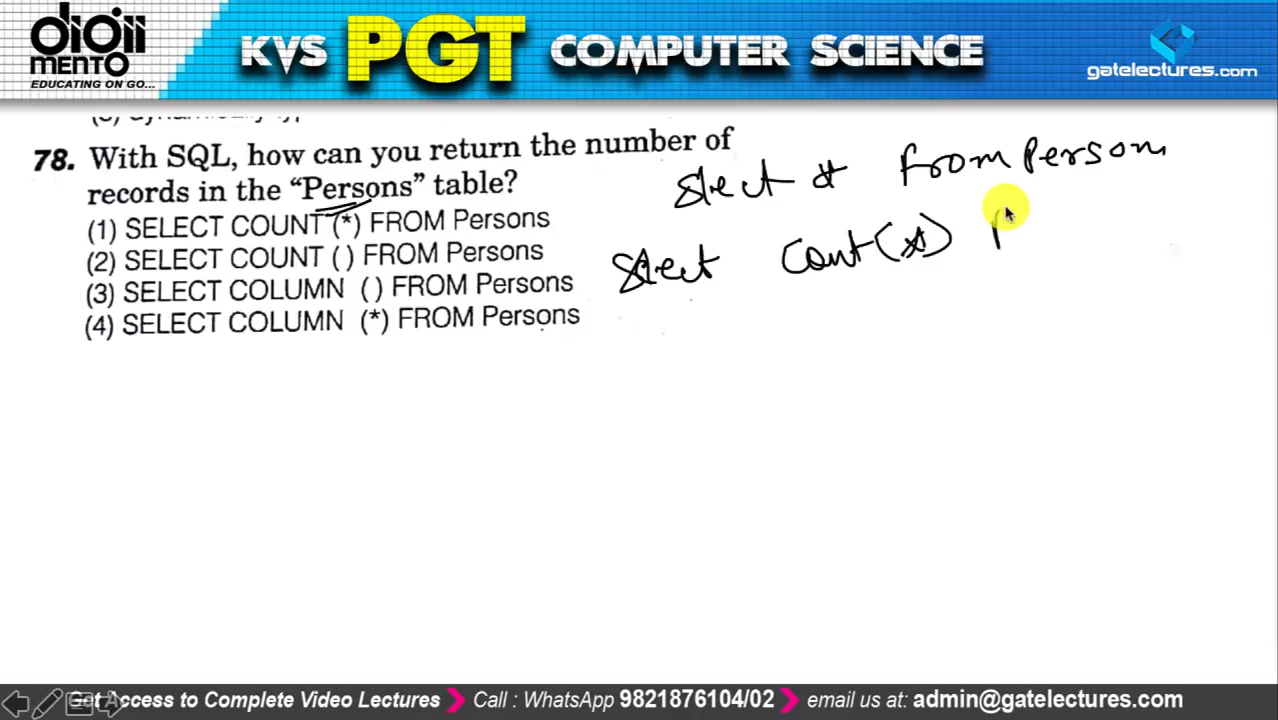 digii
MENTO
EDUCATING ON GO...
KVS PGT COMPUTER SCIENCE
gatelectures.com
78. With SQL, how can you return the number of
records in the "Persons" table?
(1) SELECT COUNT (*) FROM Persons
(2) SELECT COUNT ( ) FROM Persons
(3) SELECT COLUMN ( ) FROM Persons
(4) SELECT COLUMN (*) FROM Persons
Select * from Persons
Select Count(*)
Get Access to Complete Video Lectures Call : WhatsApp 9821876104/02 email us at: admin@gatelectures.com